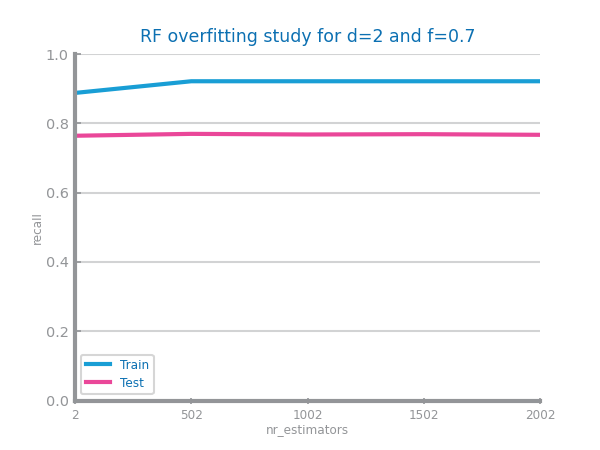 RF overfitting study for d=2 and f=0.7
1.0
0.8
0.6
0.4
0.2
0.0
recall
Train
Test
2 502 1002 1502 2002
nr_estimators